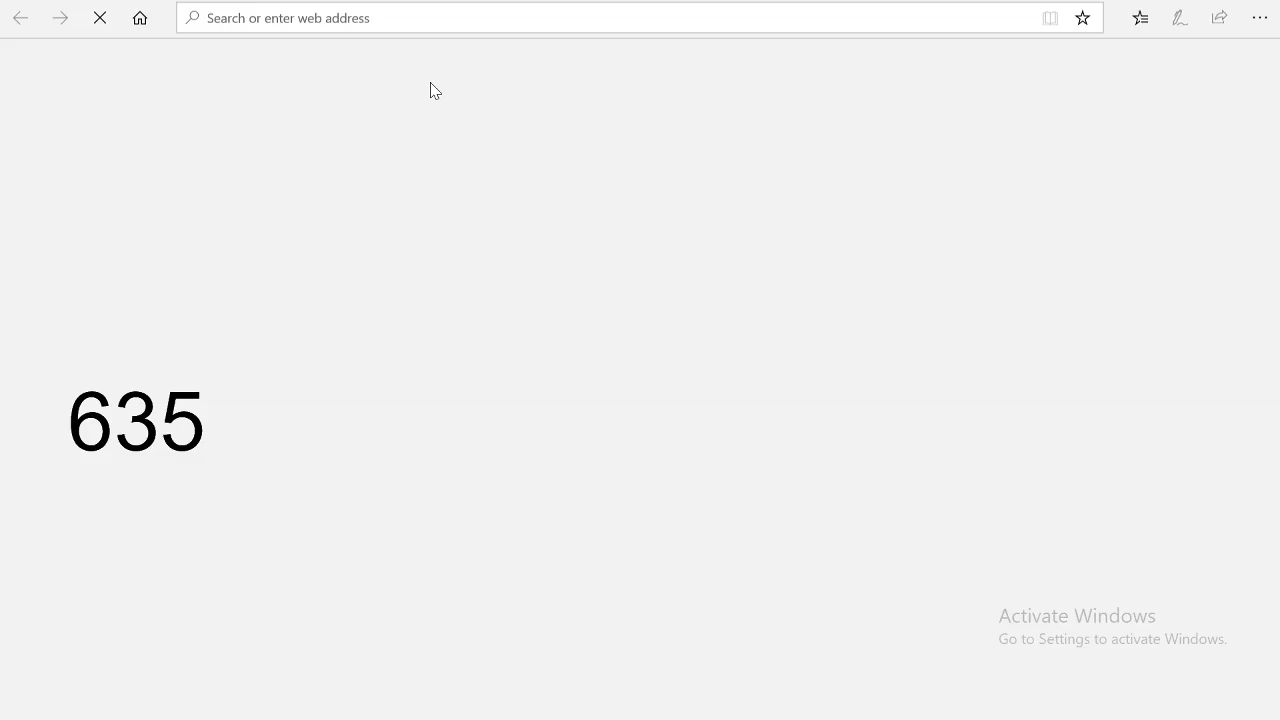 Search or enter web address
635
Activate Windows
Go to Settings to activate Windows.